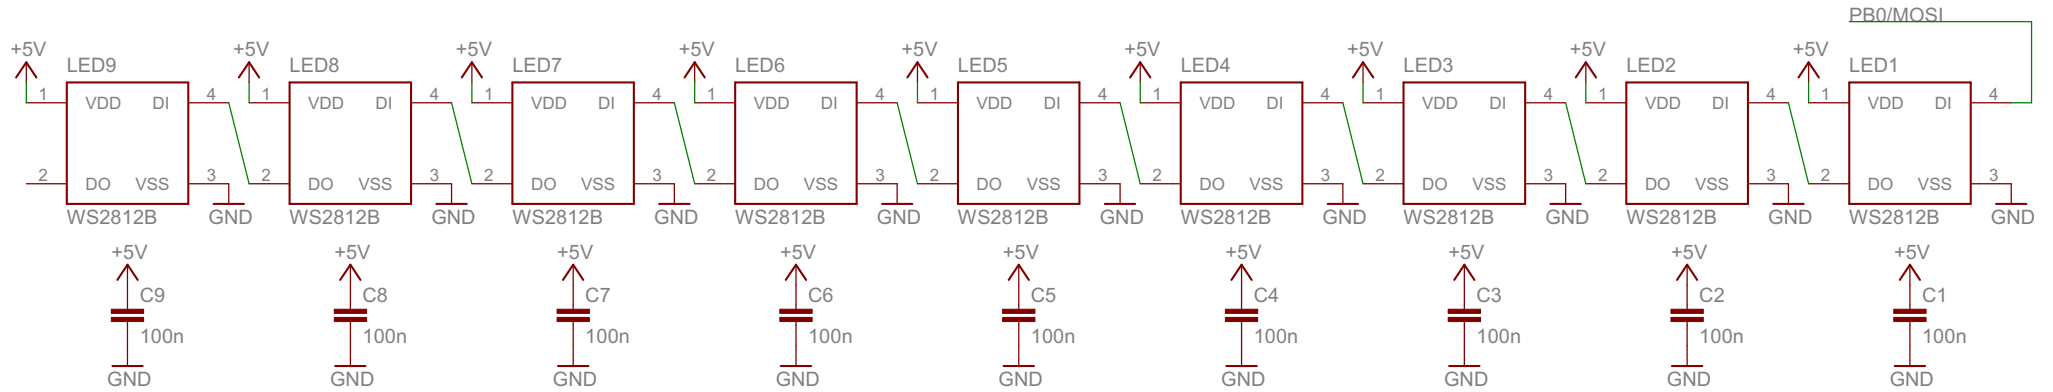 PB0/MOSI
+5V +5V +5V +5V +5V +5V +5V +5V +5V
LED9 LED8 LED7 LED6 LED5 LED4 LED3 LED2 LED1
1 VDD DI 4 1 VDD DI 4 1 VDD DI 4 1 VDD DI 4 1 VDD DI 4 1 VDD DI 4 1 VDD DI 4 1 VDD DI 4 1 VDD DI 4
2 DO VSS 3 2 DO VSS 3 2 DO VSS 3 2 DO VSS 3 2 DO VSS 3 2 DO VSS 3 2 DO VSS 3 2 DO VSS 3 2 DO VSS 3
WS2812B GND WS2812B GND WS2812B GND WS2812B GND WS2812B GND WS2812B GND WS2812B GND WS2812B GND WS2812B GND
+5V +5V +5V +5V +5V +5V +5V +5V +5V
C9 C8 C7 C6 C5 C4 C3 C2 C1
100n 100n 100n 100n 100n 100n 100n 100n 100n
GND GND GND GND GND GND GND GND GND